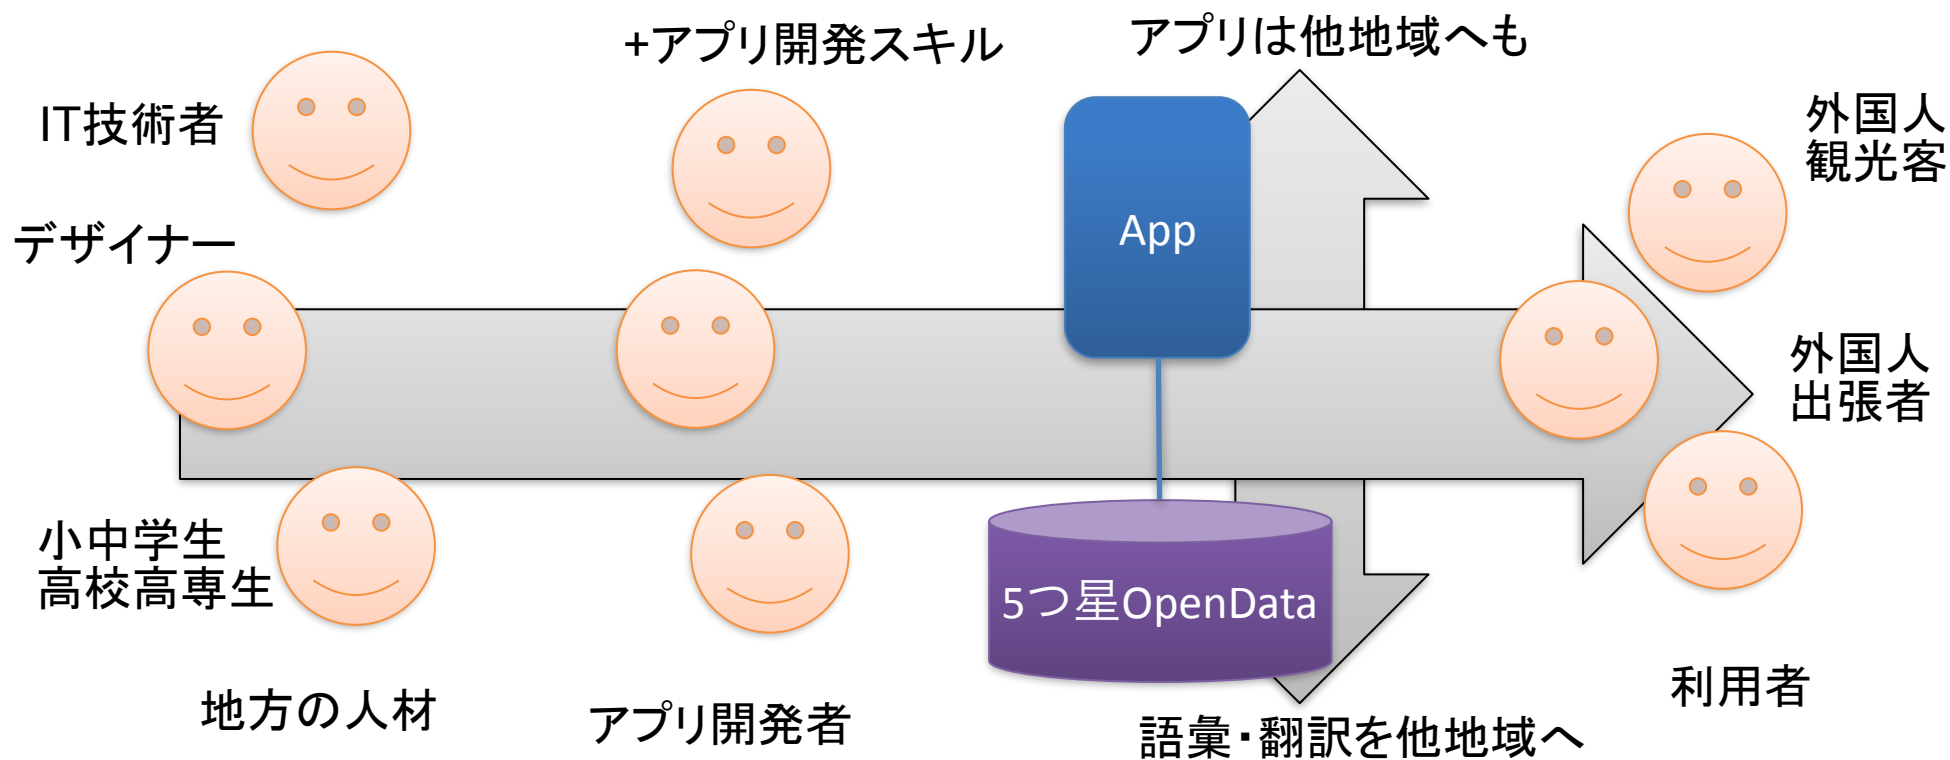 +アプリ開発スキル
アプリは他地域へも
IT技術者
外国人
観光客
デザイナー
App
外国人
出張者
小中学生
高校高専生
5つ星OpenData
地方の人材
アプリ開発者
利用者
語彙・翻訳を他地域へ